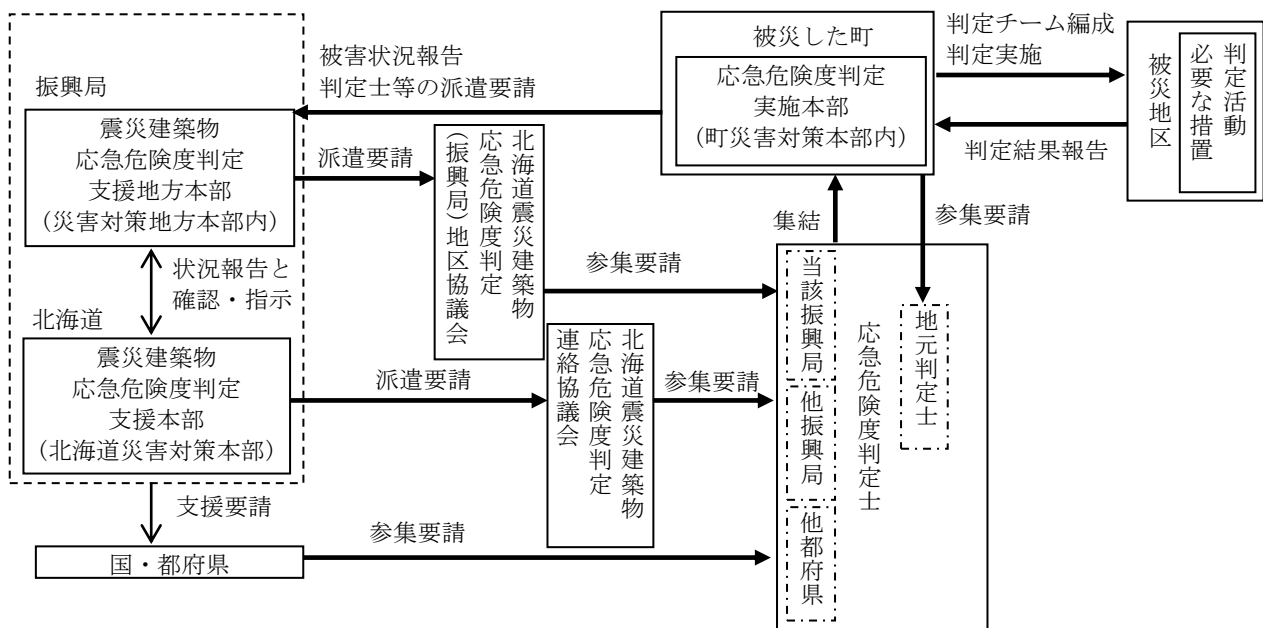 振興局
震災建築物
応急危険度判定
支援地方本部
（災害対策地方本部内）
状況報告と
確認・指示
北海道
震災建築物
応急危険度判定
支援本部
（北海道災害対策本部）
支援要請
国・都府県
被害状況報告
判定士等の派遣要請
派遣要請
北海道震災建築物
応急危険度判定
（振興局）地区協議会
参集要請
派遣要請
北海道震災建築物
応急危険度判定
連絡協議会
参集要請
参集要請
被災した町
応急危険度判定
実施本部
（町災害対策本部内）
判定チーム編成
判定実施
判定結果報告
被災地区
判定活動
必要な措置
集結
参集要請
当該振興局
他振興局
他都府県
応急危険度判定士
地元判定士